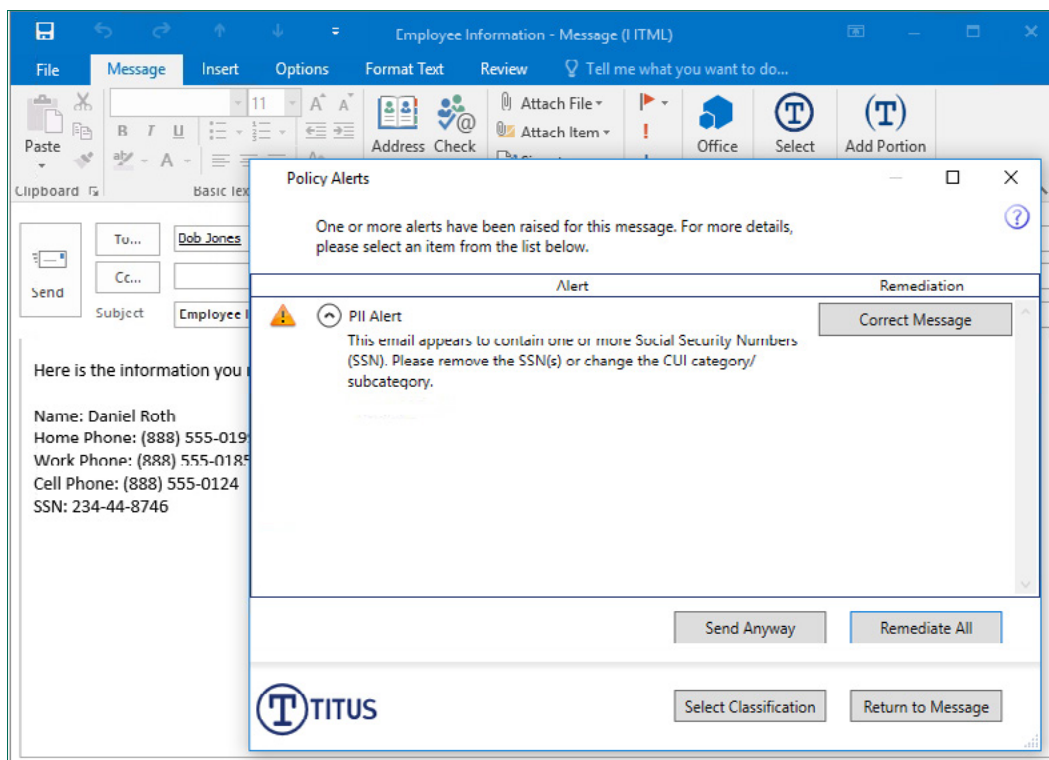 Employee Information - Message (HTML)
File Message Insert Options Format Text Review Tell me what you want to do...
11 A A Attach File
Paste B I U Address Check Attach Item ! Office Select Add Portion
aby A
Clipboard Basic Tex
Policy Alerts
One or more alerts have been raised for this message. For more details,
please select an item from the list below.
To... Dob Jones
Cc...
Send
Subject Employee I
Alert Remediation
PII Alert Correct Message
This email appears to contain one or more Social Security Numbers
(SSN). Please remove the SSN(s) or change the CUI category/
subcategory.
Here is the information you
Name: Daniel Roth
Home Phone: (888) 555-019
Work Phone: (888) 555-0185
Cell Phone: (888) 555-0124
SSN: 234-44-8746
Send Anyway Remediate All
T TITUS Select Classification Return to Message